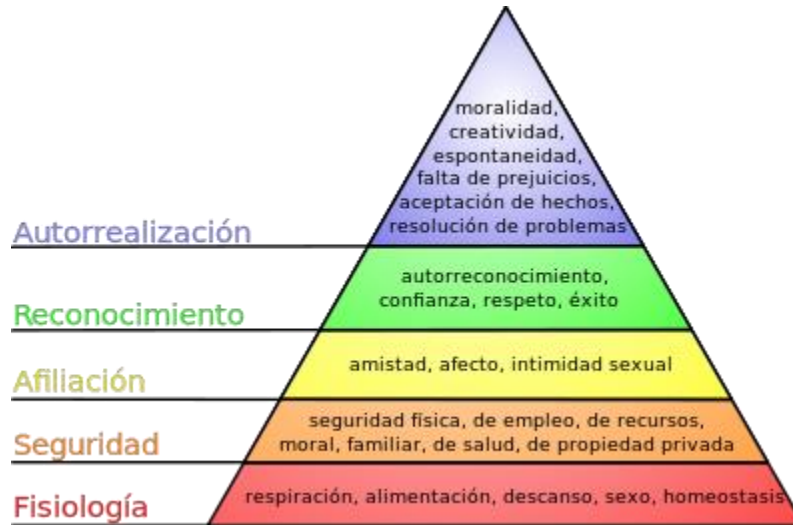 moralidad,
creatividad,
espontaneidad,
falta de prejuicios,
aceptación de hechos,
resolución de problemas
Autorrealización
autorreconocimiento,
confianza, respeto, éxito
Reconocimiento
amistad, afecto, intimidad sexual
Afiliación
seguridad física, de empleo, de recursos,
moral, familiar, de salud, de propiedad privada
Seguridad
respiración, alimentación, descanso, sexo, homeostasis
Fisiología